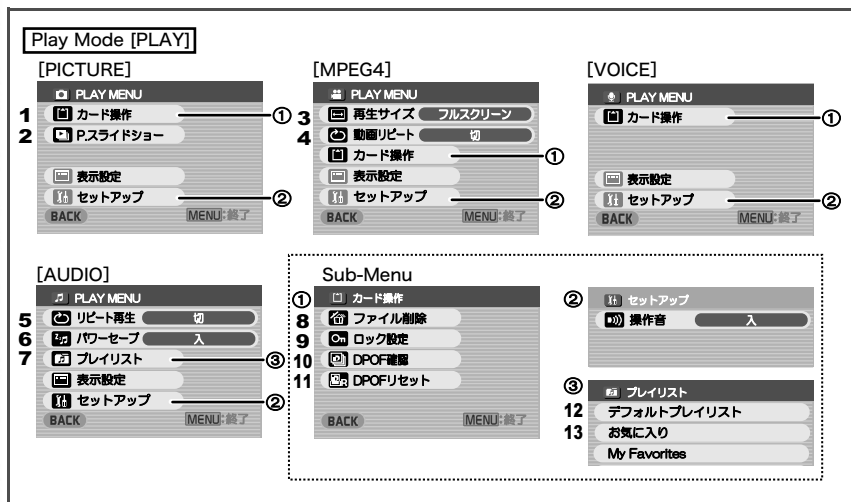 Play Mode [PLAY]
[PICTURE]
PLAY MENU
1 カード操作 ①
2 P.スライドショー
表示設定
セットアップ ②
BACK MENU:終了
[MPEG4]
PLAY MENU
3 再生サイズ フルスクリーン
4 動画リピート 切
カード操作 ①
表示設定
セットアップ ②
BACK MENU:終了
[VOICE]
PLAY MENU
カード操作 ①
表示設定
セットアップ ②
BACK MENU:終了
[AUDIO]
PLAY MENU
5 リピート再生 切
6 パワーセーブ 入
7 プレイリスト ③
表示設定
セットアップ ②
BACK MENU:終了
Sub-Menu
① カード操作
8 ファイル削除
9 ロック設定
10 DPOF確認
11 DPOFリセット
BACK MENU:終了
② セットアップ
操作音 入
③ プレイリスト
12 デフォルトプレイリスト
13 お気に入り
My Favorites